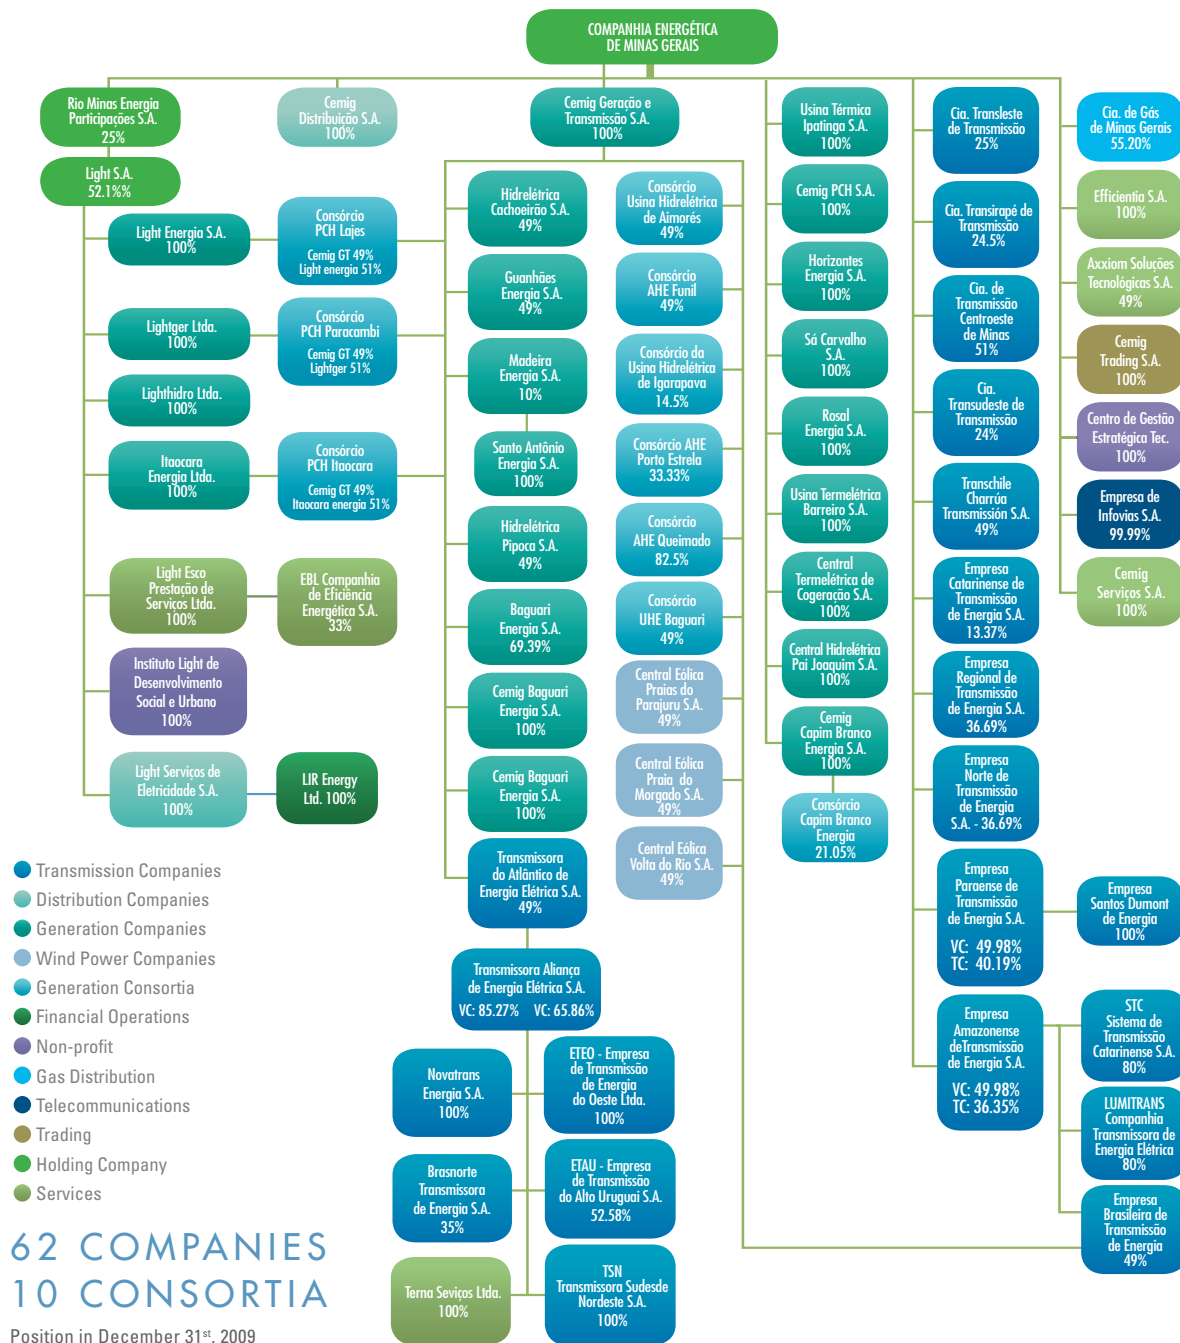 COMPANHIA ENERGÉTICA
DE MINAS GERAIS
Rio Minas Energia
Participações S.A.
25%
Light S.A.
52.1%%
Light Energia S.A.
100%
Consórcio
PCH Lajes
Cemig GT 49%
Light energia 51%
Lightger Ltda.
100%
Consórcio
PCH Paracambi
Cemig GT 49%
Lightger 51%
Lighthidro Ltda.
100%
Itaocara
Energia Ltda.
100%
Consórcio
PCH Itaocara
Cemig GT 49%
Itaocara energia 51%
Light Esco
Prestação de
Serviços Ltda.
100%
EBL Companhia
de Eficiência
Energética S.A.
33%
Instituto Light de
Desenvolvimento
Social e Urbano
100%
Light Serviços de
Eletricidade S.A.
100%
LIR Energy
Ltd. 100%
Cemig
Distribuição S.A.
100%
Cemig Geração e
Transmissão S.A.
100%
Hidrelétrica
Cachoeirão S.A.
49%
Guanhães
Energia S.A.
49%
Madeira
Energia S.A.
10%
Santo Antônio
Energia S.A.
100%
Hidrelétrica
Pipoca S.A.
49%
Baguari
Energia S.A.
69.39%
Cemig Baguari
Energia S.A.
100%
Cemig Baguari
Energia S.A.
100%
Transmissora
do Atlântico de
Energia Elétrica S.A.
49%
Transmissora Aliança
de Energia Elétrica S.A.
VC: 85.27% VC: 65.86%
Novatrans
Energia S.A.
100%
ETEO - Empresa
de Transmissão
de Energia
do Oeste Ltda.
100%
Brasnorte
Transmissora
de Energia S.A.
35%
ETAU - Empresa
de Transmissão
do Alto Uruguai S.A.
52.58%
Terna Seviços Ltda.
100%
TSN
Transmissora Sudesde
Nordeste S.A.
100%
Consórcio
Usina Hidrelétrica
de Aimorés
49%
Consórcio
AHE Funil
49%
Consórcio da
Usina Hidrelétrica
de Igarapava
14.5%
Consórcio AHE
Porto Estrela
33.33%
Consórcio
AHE Queimado
82.5%
Consórcio
UHE Baguari
49%
Central Eólica
Praias do
Parajuru S.A.
49%
Central Eólica
Praia do
Morgado S.A.
49%
Central Eólica
Volta do Rio S.A.
49%
Usina Térmica
Ipatinga S.A.
100%
Cemig PCH S.A.
100%
Horizontes
Energia S.A.
100%
Sá Carvalho
S.A.
100%
Rosal
Energia S.A.
100%
Usina Termelétrica
Barreiro S.A.
100%
Central
Termelétrica de
Cogeração S.A.
100%
Central Hidrelétrica
Pai Joaquim S.A.
100%
Cemig
Capim Branco
Energia S.A.
100%
Consórcio
Capim Branco
Energia
21.05%
Cia. Transleste
de Transmissão
25%
Cia. Transirapé de
Transmissão
24.5%
Cia. de
Transmissão
Centroeste
de Minas
51%
Cia.
Transudeste de
Transmissão
24%
Transchile
Charrúa
Transmissión S.A.
49%
Empresa
Catarinense de
Transmissão
de Energia S.A.
13.37%
Empresa
Regional de
Transmissão
de Energia S.A.
36.69%
Empresa
Norte de
Transmissão
de Energia
S.A. - 36.69%
Empresa
Paraense de
Transmissão
de Energia S.A.
VC: 49.98%
TC: 40.19%
Empresa
Santos Dumont
de Energia
100%
Empresa
Amazonense
deTransmissão
de Energia S.A.
VC: 49.98%
TC: 36.35%
STC
Sistema de
Transmissão
Catarinense S.A.
80%
LUMITRANS
Companhia
Transmissora de
Energia Elétrica
80%
Empresa
Brasileira de
Transmissão
de Energia
49%
Cia. de Gás
de Minas Gerais
55.20%
Efficientia S.A.
100%
Axxiom Soluções
Tecnológicas S.A.
49%
Cemig
Trading S.A.
100%
Centro de Gestão
Estratégica Tec.
100%
Empresa de
Infovias S.A.
99.99%
Cemig
Serviços S.A.
100%
Transmission Companies
Distribution Companies
Generation Companies
Wind Power Companies
Generation Consortia
Financial Operations
Non-profit
Gas Distribution
Telecommunications
Trading
Holding Company
Services
62 COMPANIES
10 CONSORTIA
Position in December 31st, 2009